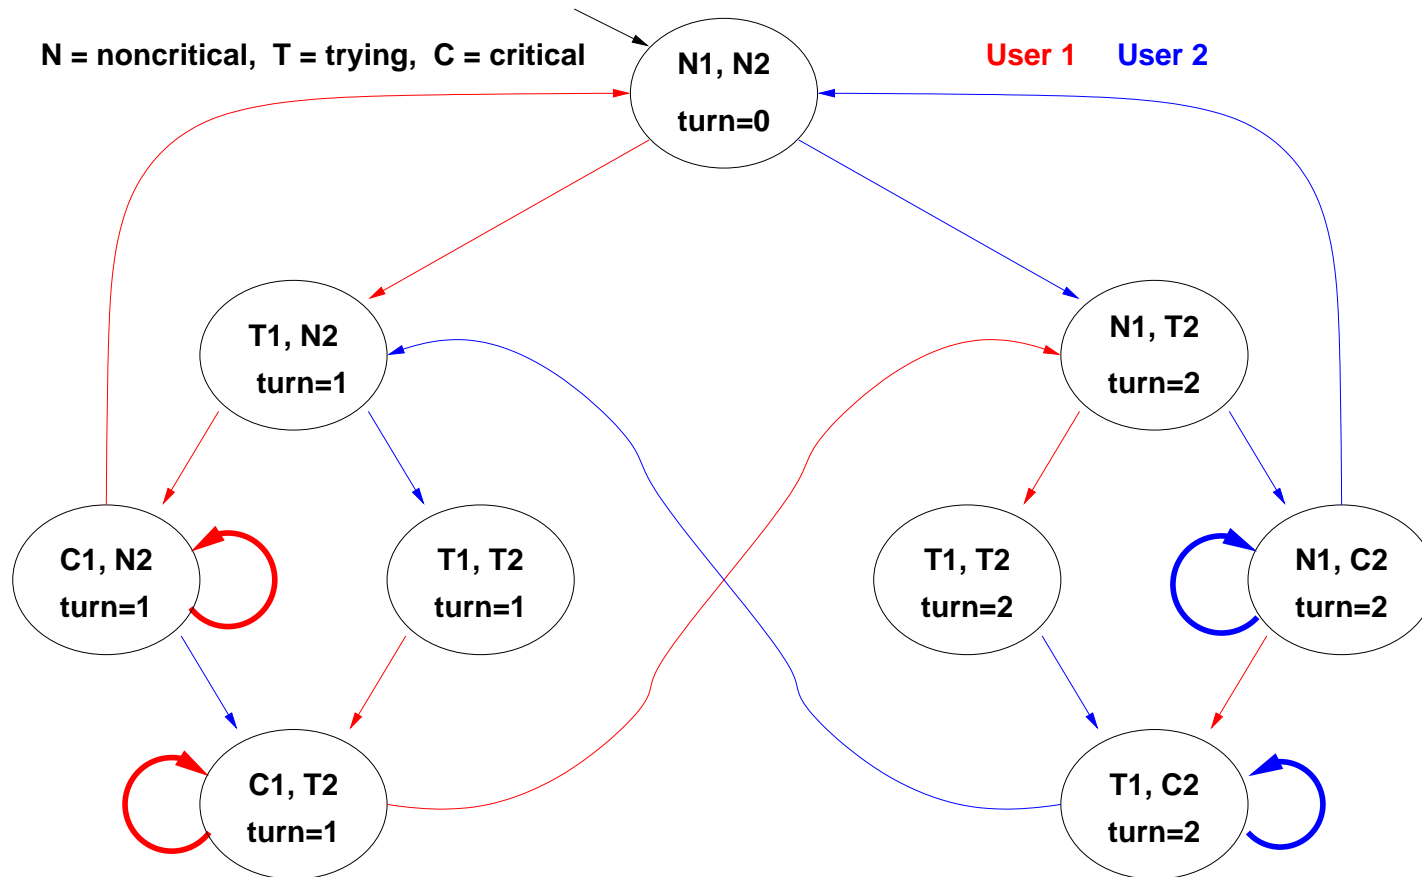 N = noncritical, T = trying, C = critical
User 1 User 2
N1, N2
turn=0
T1, N2
turn=1
N1, T2
turn=2
C1, N2
turn=1
T1, T2
turn=1
T1, T2
turn=2
N1, C2
turn=2
C1, T2
turn=1
T1, C2
turn=2